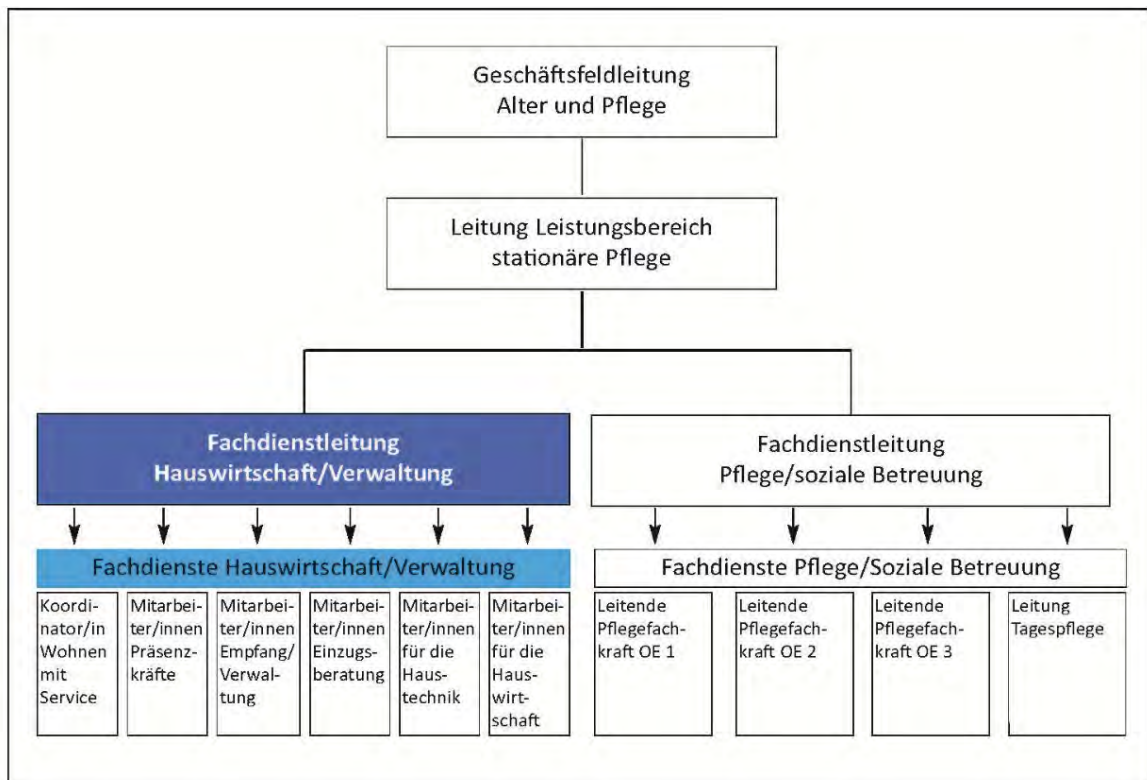 Geschäftsfeldleitung
Alter und Pflege
Leitung Leistungsbereich
stationäre Pflege
Fachdienstleitung
Hauswirtschaft/Verwaltung
Fachdienstleitung
Pflege/soziale Betreuung
Fachdienste Hauswirtschaft/Verwaltung
Fachdienste Pflege/Soziale Betreuung
Koordi-
nator/in
Wohnen
mit
Service
Mitarbei-
ter/innen
Präsenz-
kräfte
Mitarbei-
ter/innen
Empfang/
Verwal-
tung
Mitarbei-
ter/innen
Einzugs-
beratung
Mitarbei-
ter/innen
für die
Haus-
technik
Mitarbei-
ter/innen
für die
Haus-
wirt-
schaft
Leitende
Pflegefach-
kraft OE 1
Leitende
Pflegefach-
kraft OE 2
Leitende
Pflegefach-
kraft OE 3
Leitung
Tagespflege